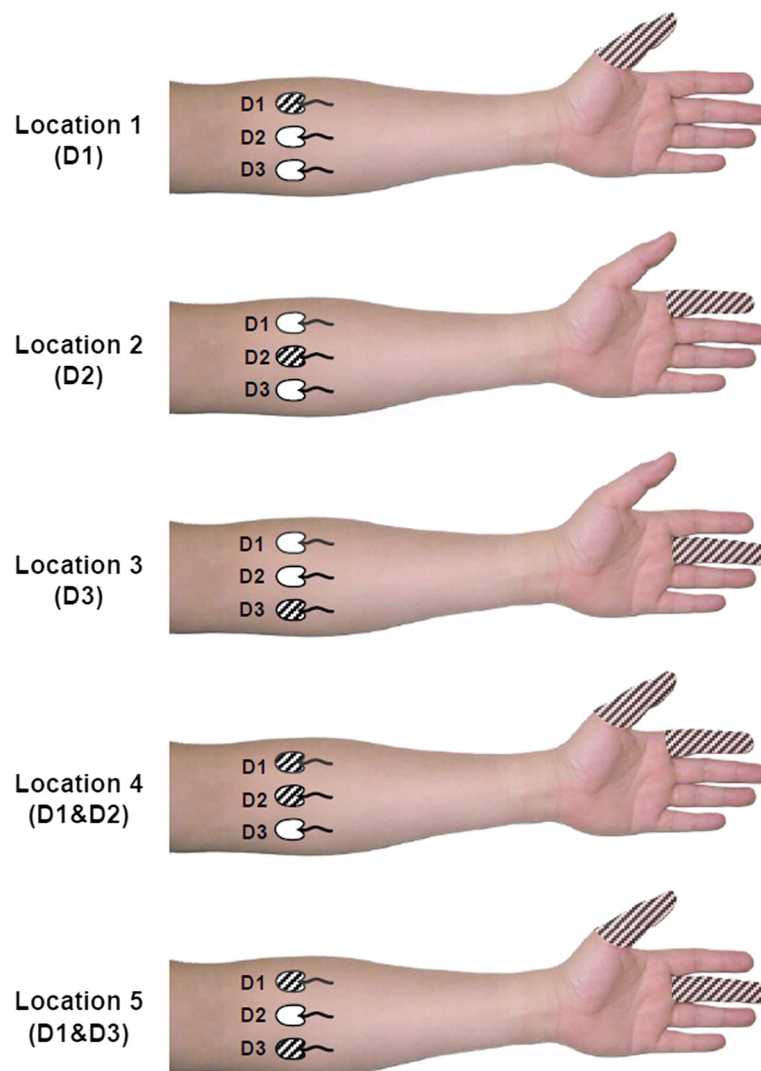 Location 1
(D1)
D1
D2
D3
Location 2
(D2)
D1
D2
D3
Location 3
(D3)
D1
D2
D3
Location 4
(D1&D2)
D1
D2
D3
Location 5
(D1&D3)
D1
D2
D3